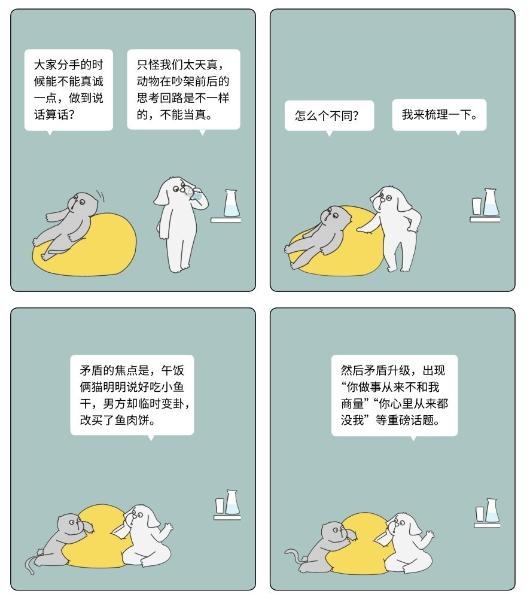 大家分手的时
候能不能真诚
一点，做到说
话算话？
只怪我们太天真，
动物在吵架前后的
思考回路是不一样
的，不能当真。
怎么个不同？
我来梳理一下。
矛盾的焦点是，午饭
俩猫明明说好吃小鱼
干，男方却临时变卦，
改买了鱼肉饼。
然后矛盾升级，出现
“你做事从来不和我
商量”“你心里从来都
没我”等重磅话题。